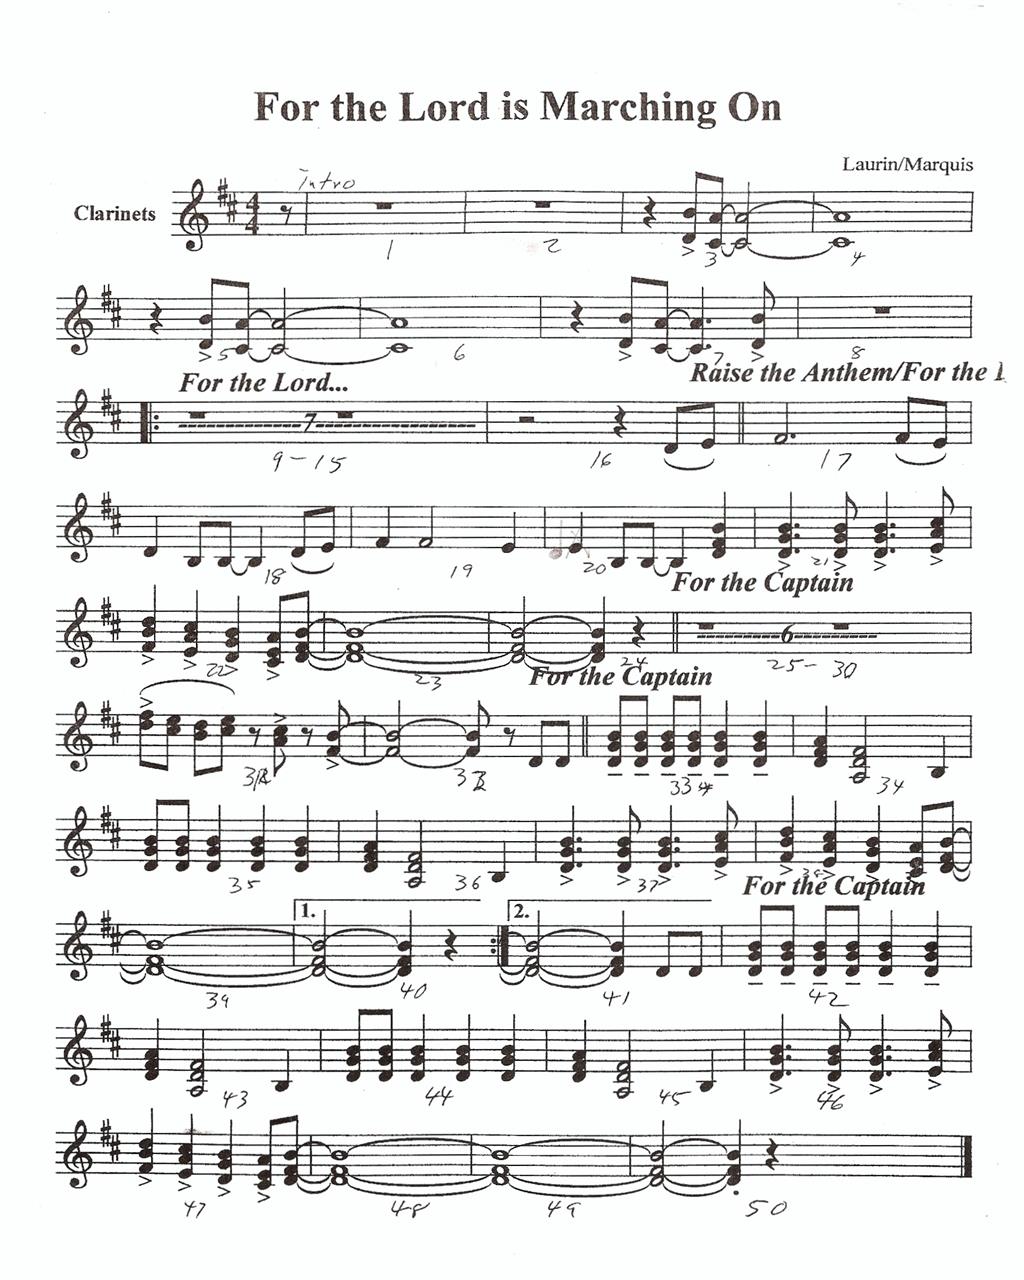 For the Lord is Marching On
Laurin/Marquis
Intro
Clarinets
1 2 3 4
5 6 7 8
For the Lord... Raise the Anthem/For the L
7
9-15 16 17
18 19 20 21
For the Captain
6
22 23 24 25-30
For the Captain
31 32 33 34
35 36 37 38
For the Captain
1. 2.
39 40 41 42
43 44 45 46
47 48 49 50